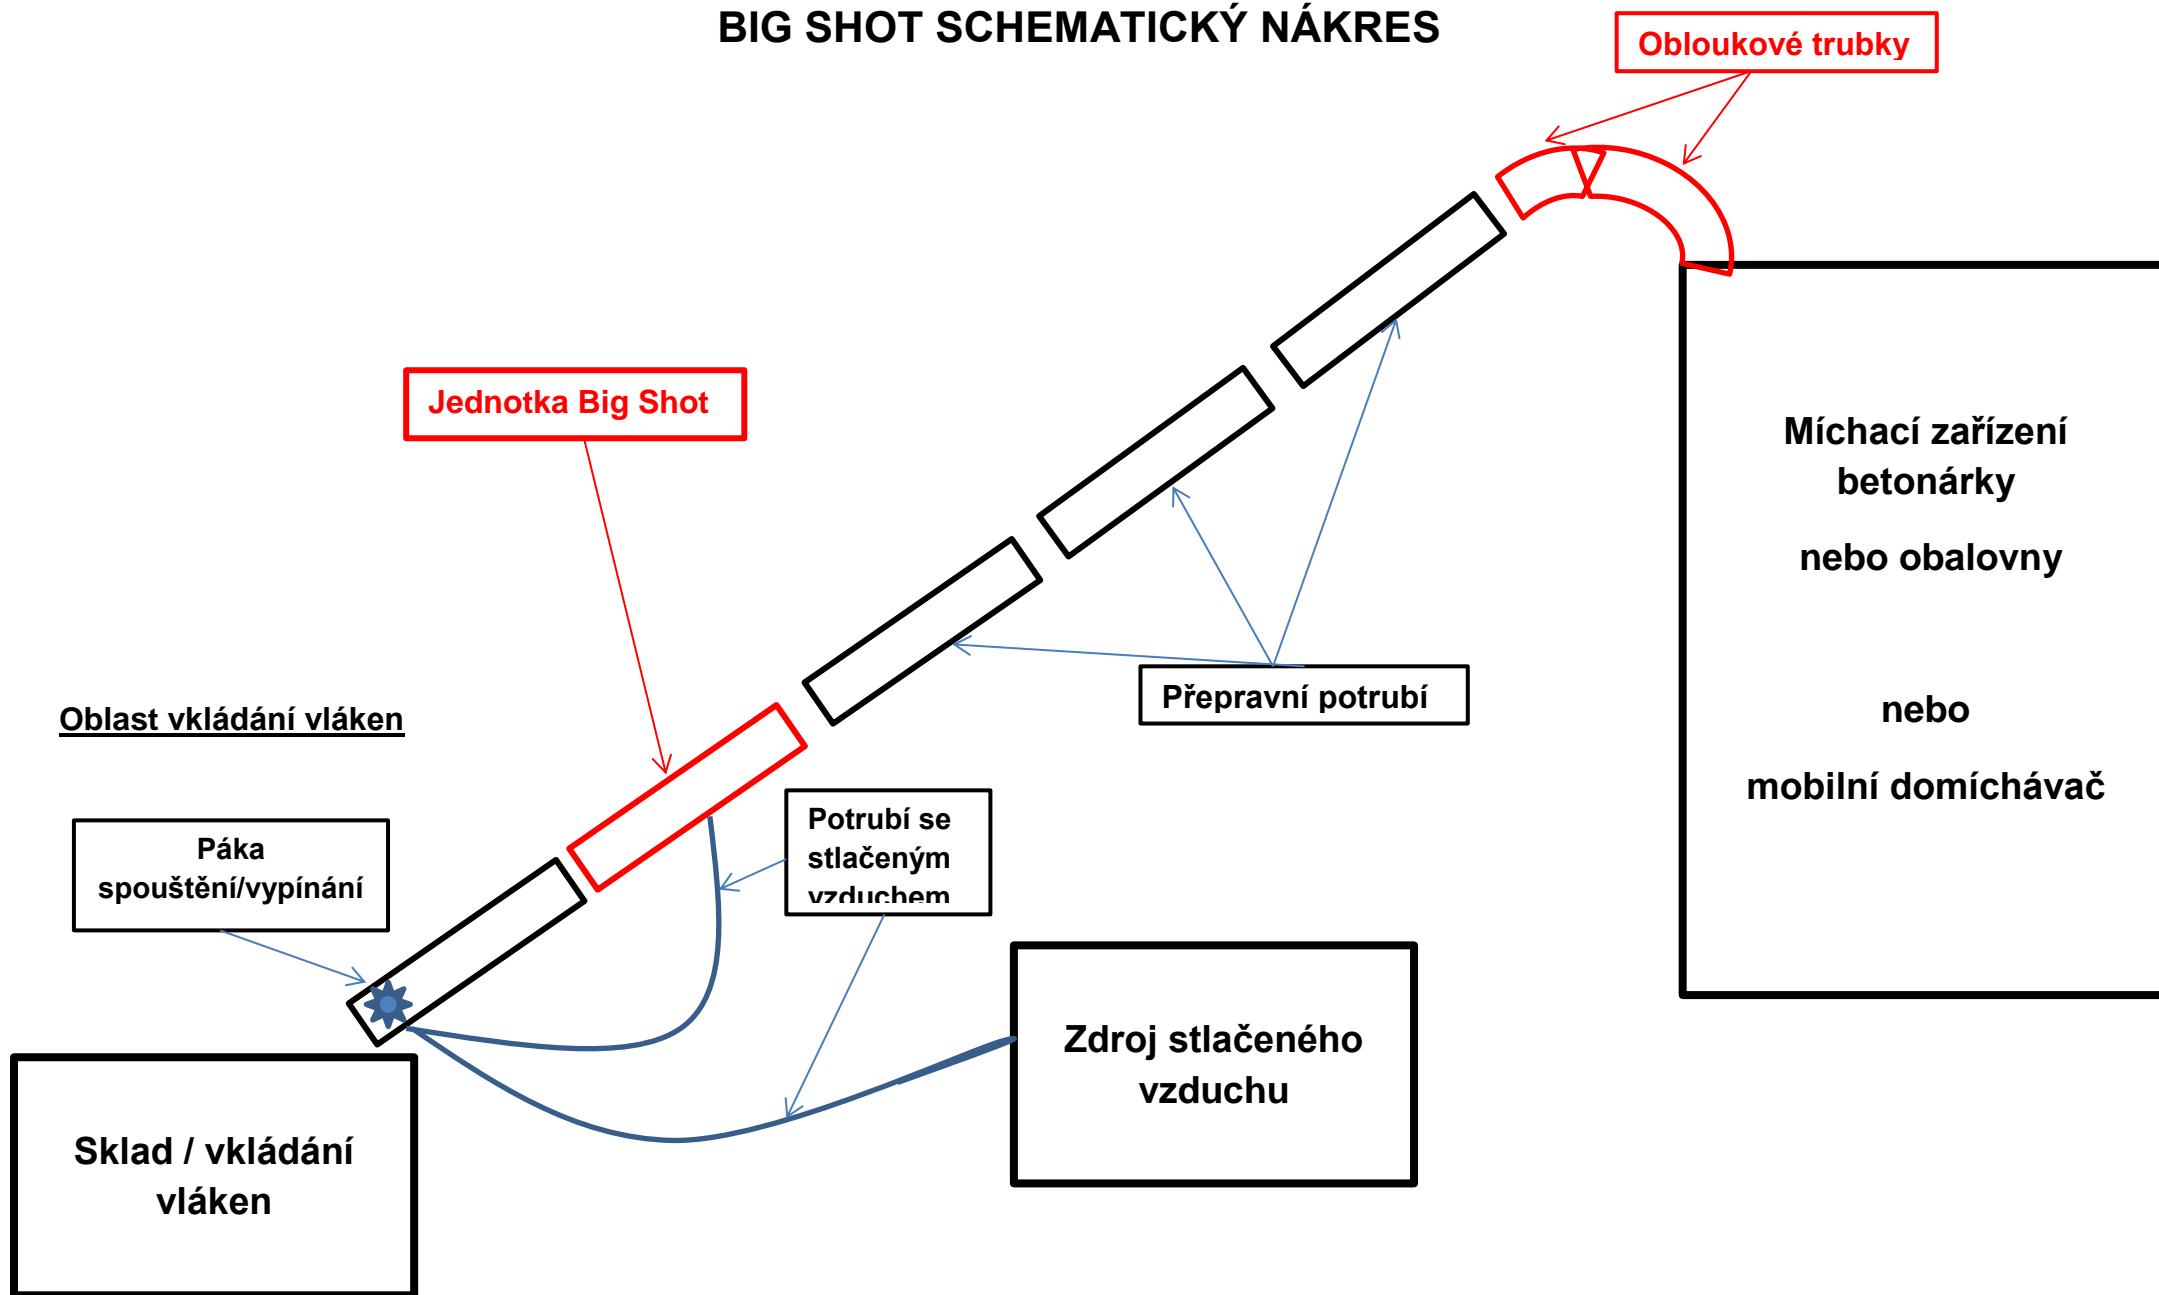 BIG SHOT SCHEMATICKÝ NÁKRES
Obloukové trubky
Jednotka Big Shot
Míchací zařízení
betonárky
nebo obalovny
nebo
mobilní domíchávač
Přepravní potrubí
Oblast vkládání vláken
Potrubí se
stlačeným
vzduchem
Páka
spouštění/vypínání
Zdroj stlačeného
vzduchu
Sklad / vkládání
vláken